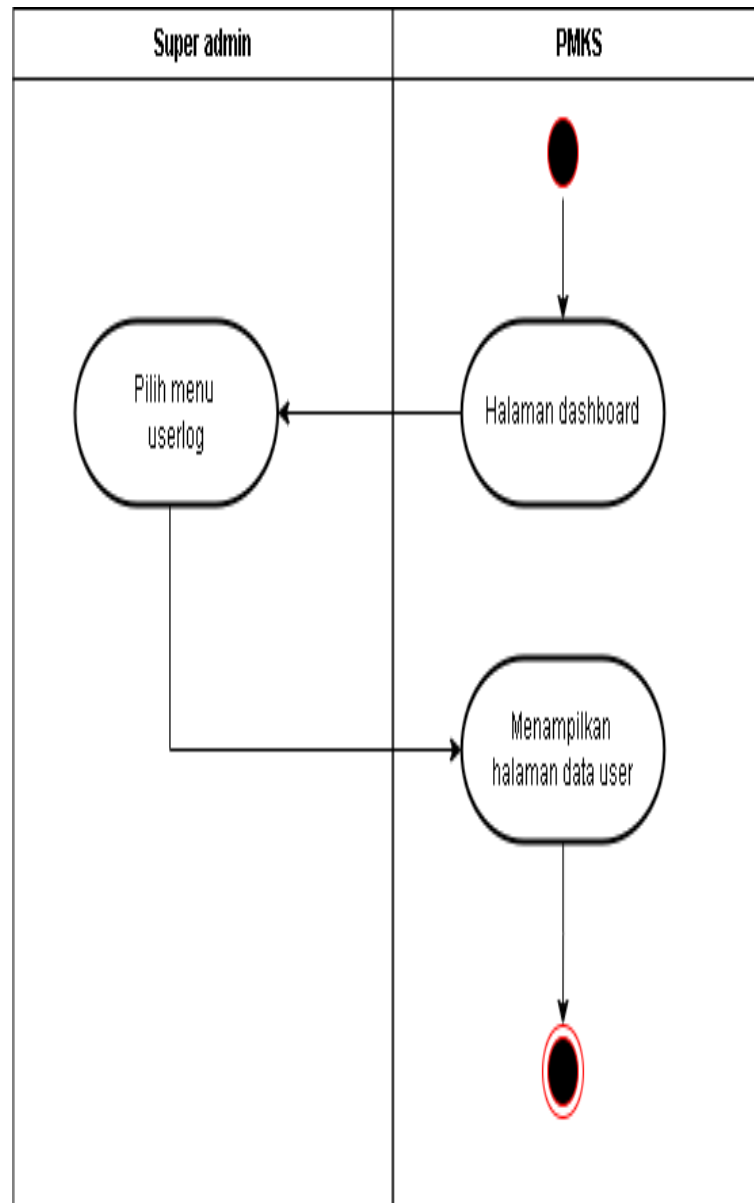 Super admin
PMKS
Halaman dashboard
Pilih menu
userlog
Menampilkan
halaman data user